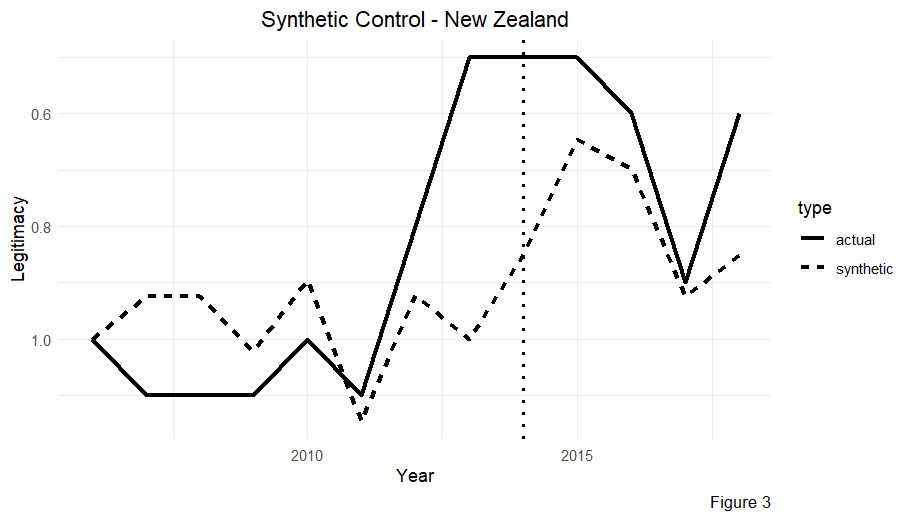 Synthetic Control - New Zealand
Legitimacy
0.6
0.8
1.0
2010
2015
Year
type
actual
synthetic
Figure 3